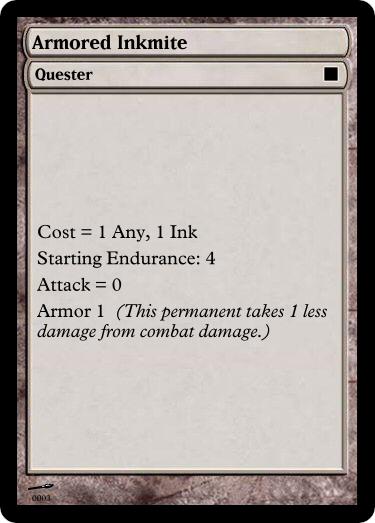 Armored Inkmite
Quester
Cost = 1 Any, 1 Ink
Starting Endurance: 4
Attack = 0
Armor 1 (This permanent takes 1 less
damage from combat damage.)
0003